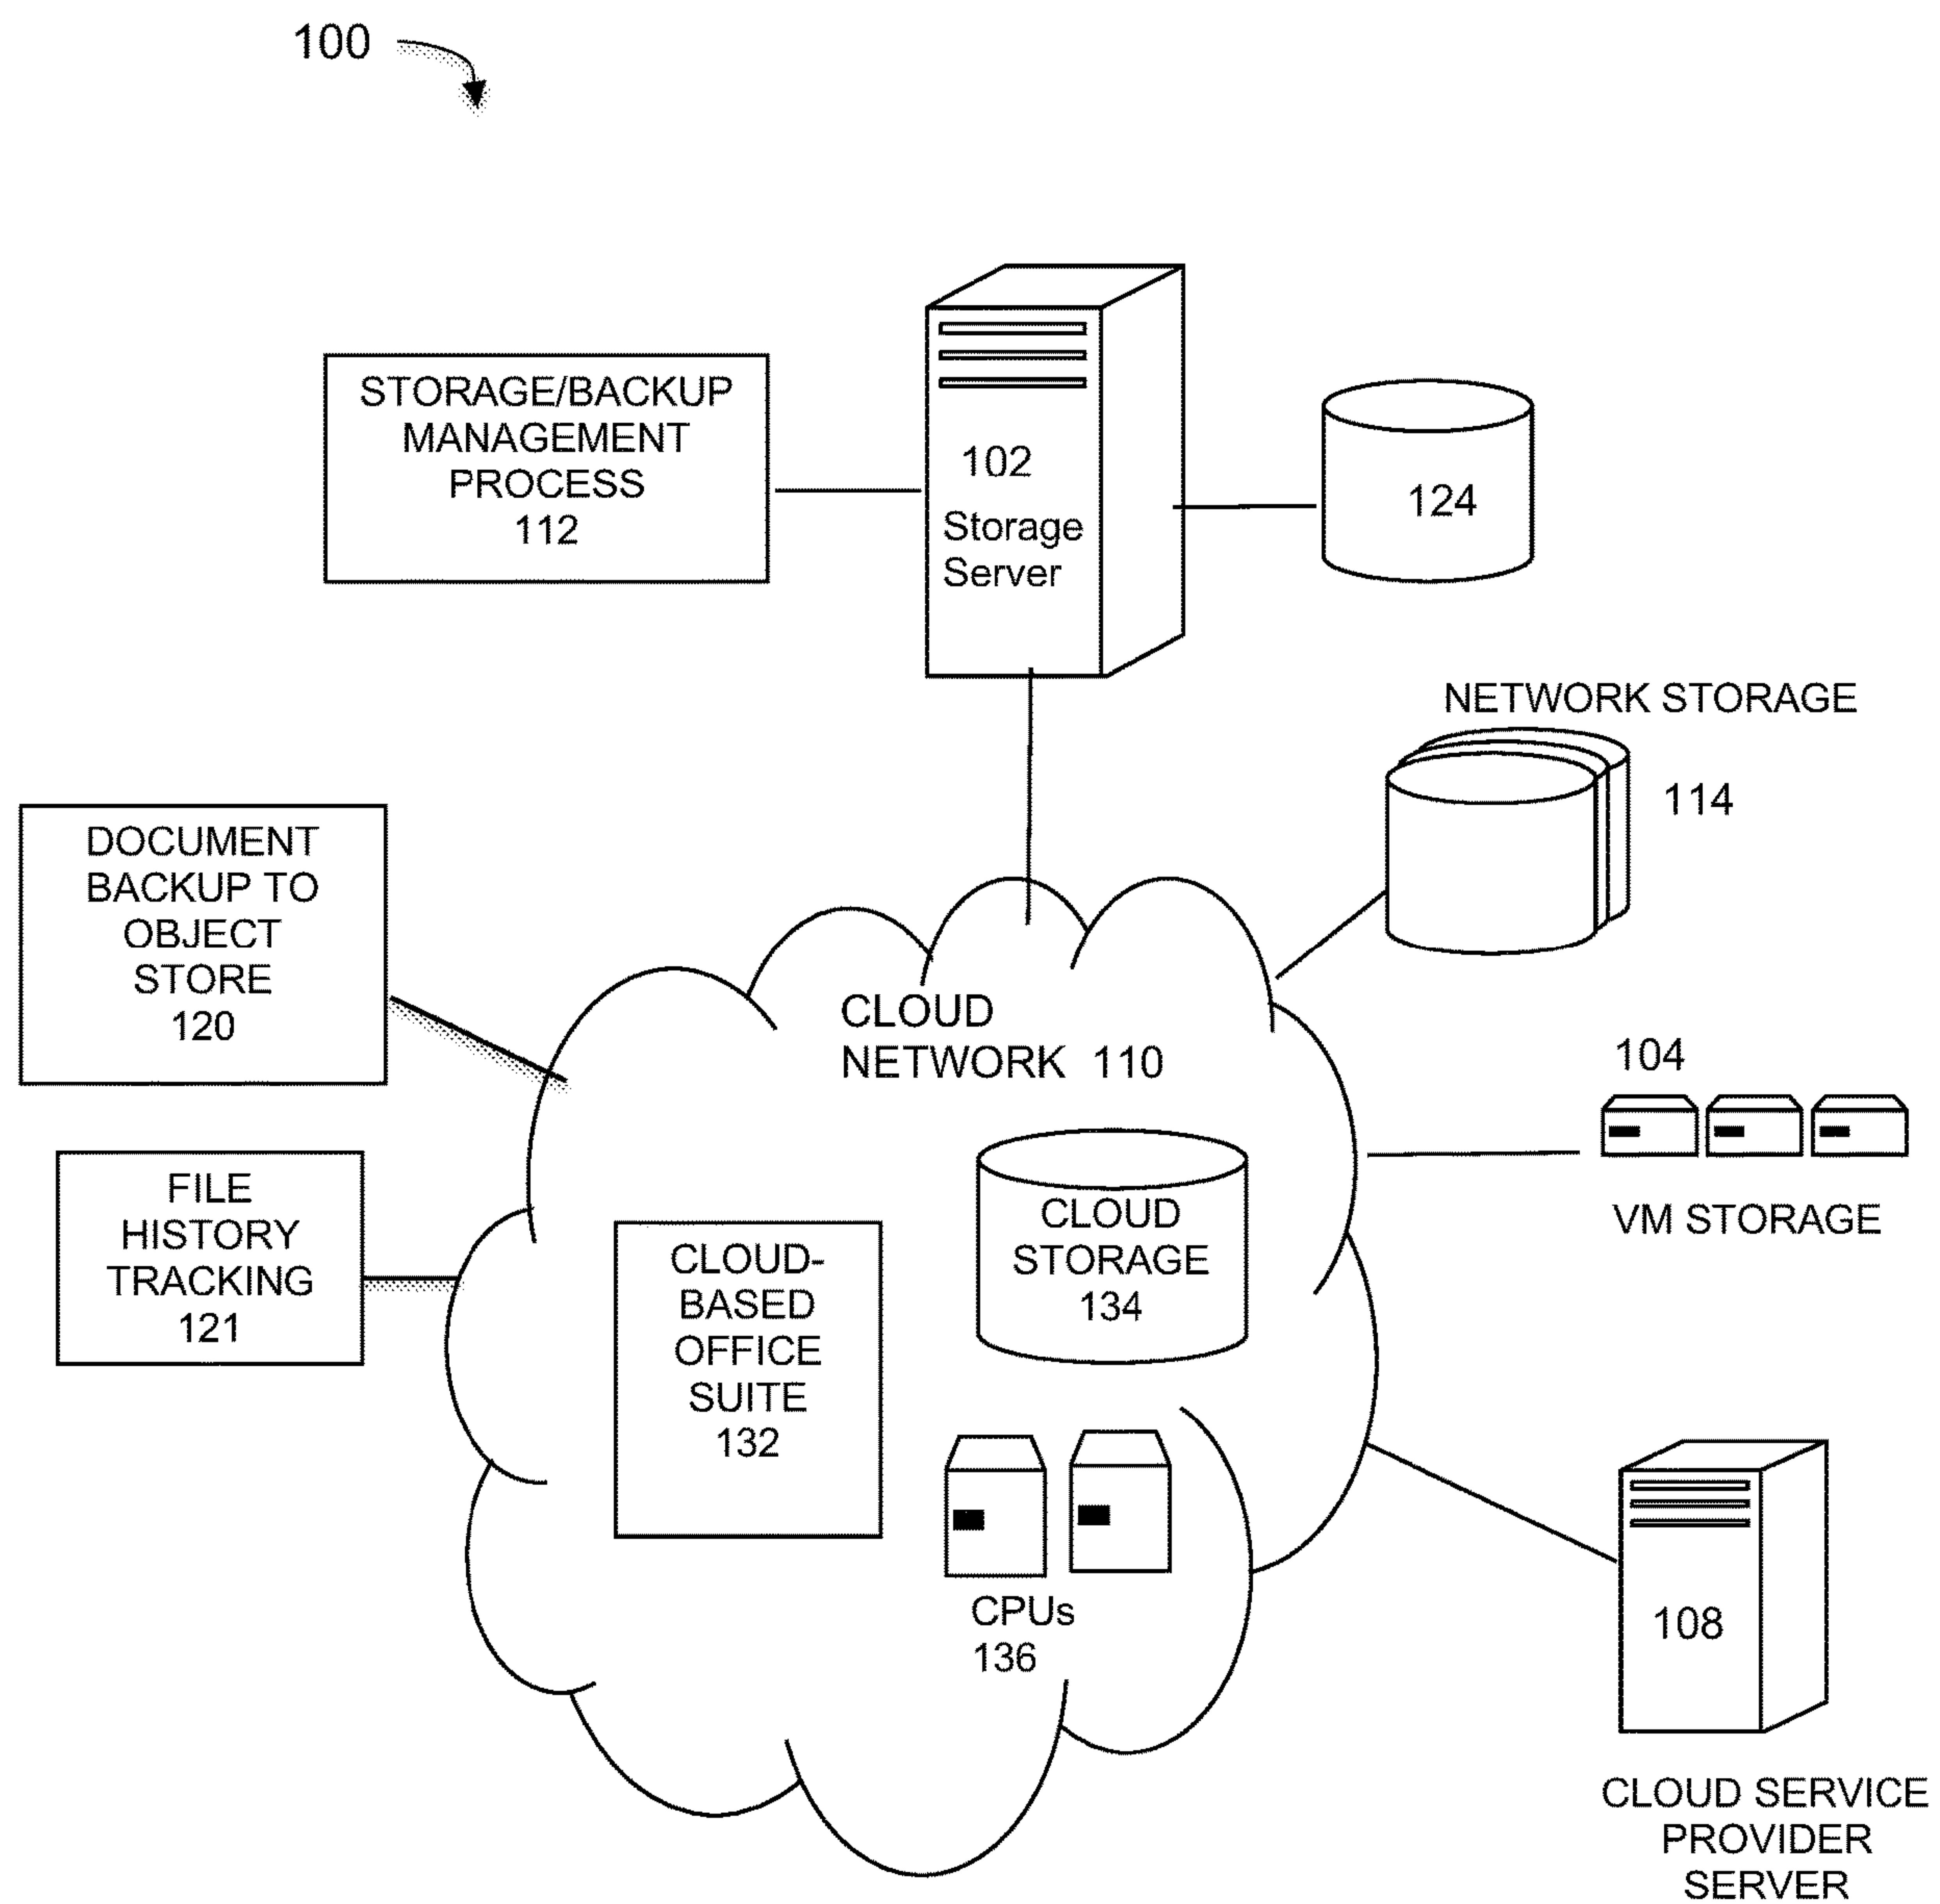 100
STORAGE/BACKUP
MANAGEMENT
PROCESS
112
102
Storage
Server
124
NETWORK STORAGE
114
DOCUMENT
BACKUP TO
OBJECT
STORE
120
CLOUD
NETWORK 110
104
VM STORAGE
FILE
HISTORY
TRACKING
121
CLOUD-
BASED
OFFICE
SUITE
132
CLOUD
STORAGE
134
CPUs
136
108
CLOUD SERVICE
PROVIDER
SERVER